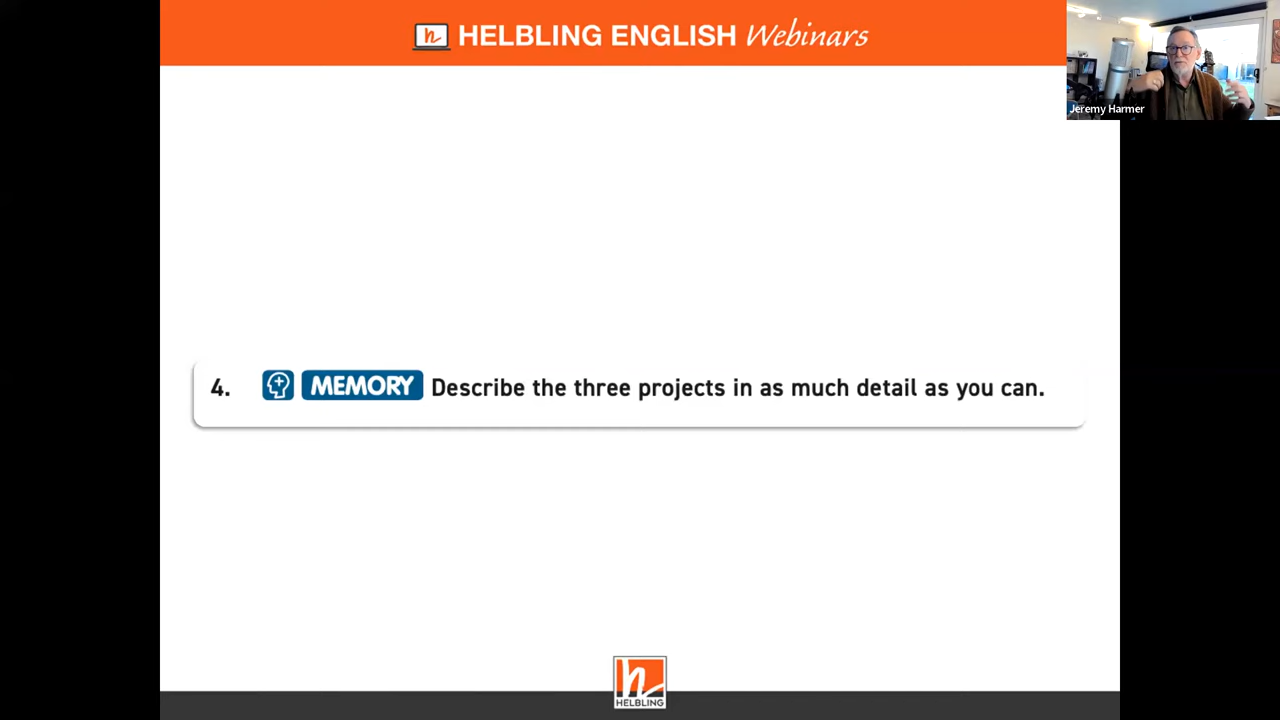 HELBLING ENGLISH Webinars
Jeremy Harmer
4. MEMORY Describe the three projects in as much detail as you can.
h
HELBLING